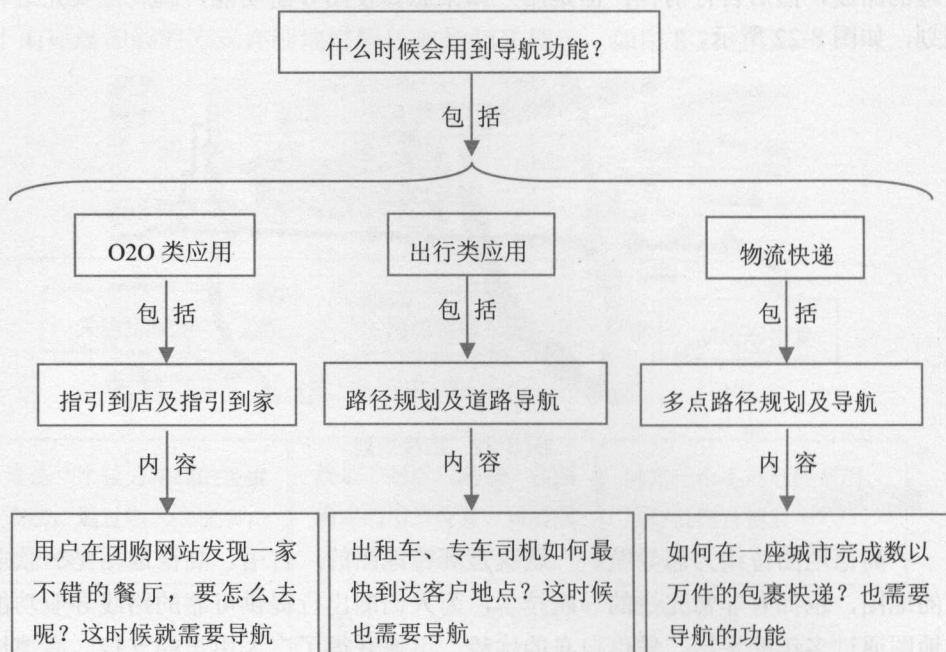 划，如图 8-22 所示。
什么时候会用到导航功能？
包 括
O2O 类应用
出行类应用
物流快递
包 括
包 括
包 括
指引到店及指引到家
路径规划及道路导航
多点路径规划及导航
内 容
内 容
内 容
用户在团购网站发现一家
不错的餐厅，要怎么去
呢？这时候就需要导航
出租车、专车司机如何最
快到达客户地点？这时候
也需要导航
如何在一座城市完成数以
万件的包裹快递？也需要
导航的功能